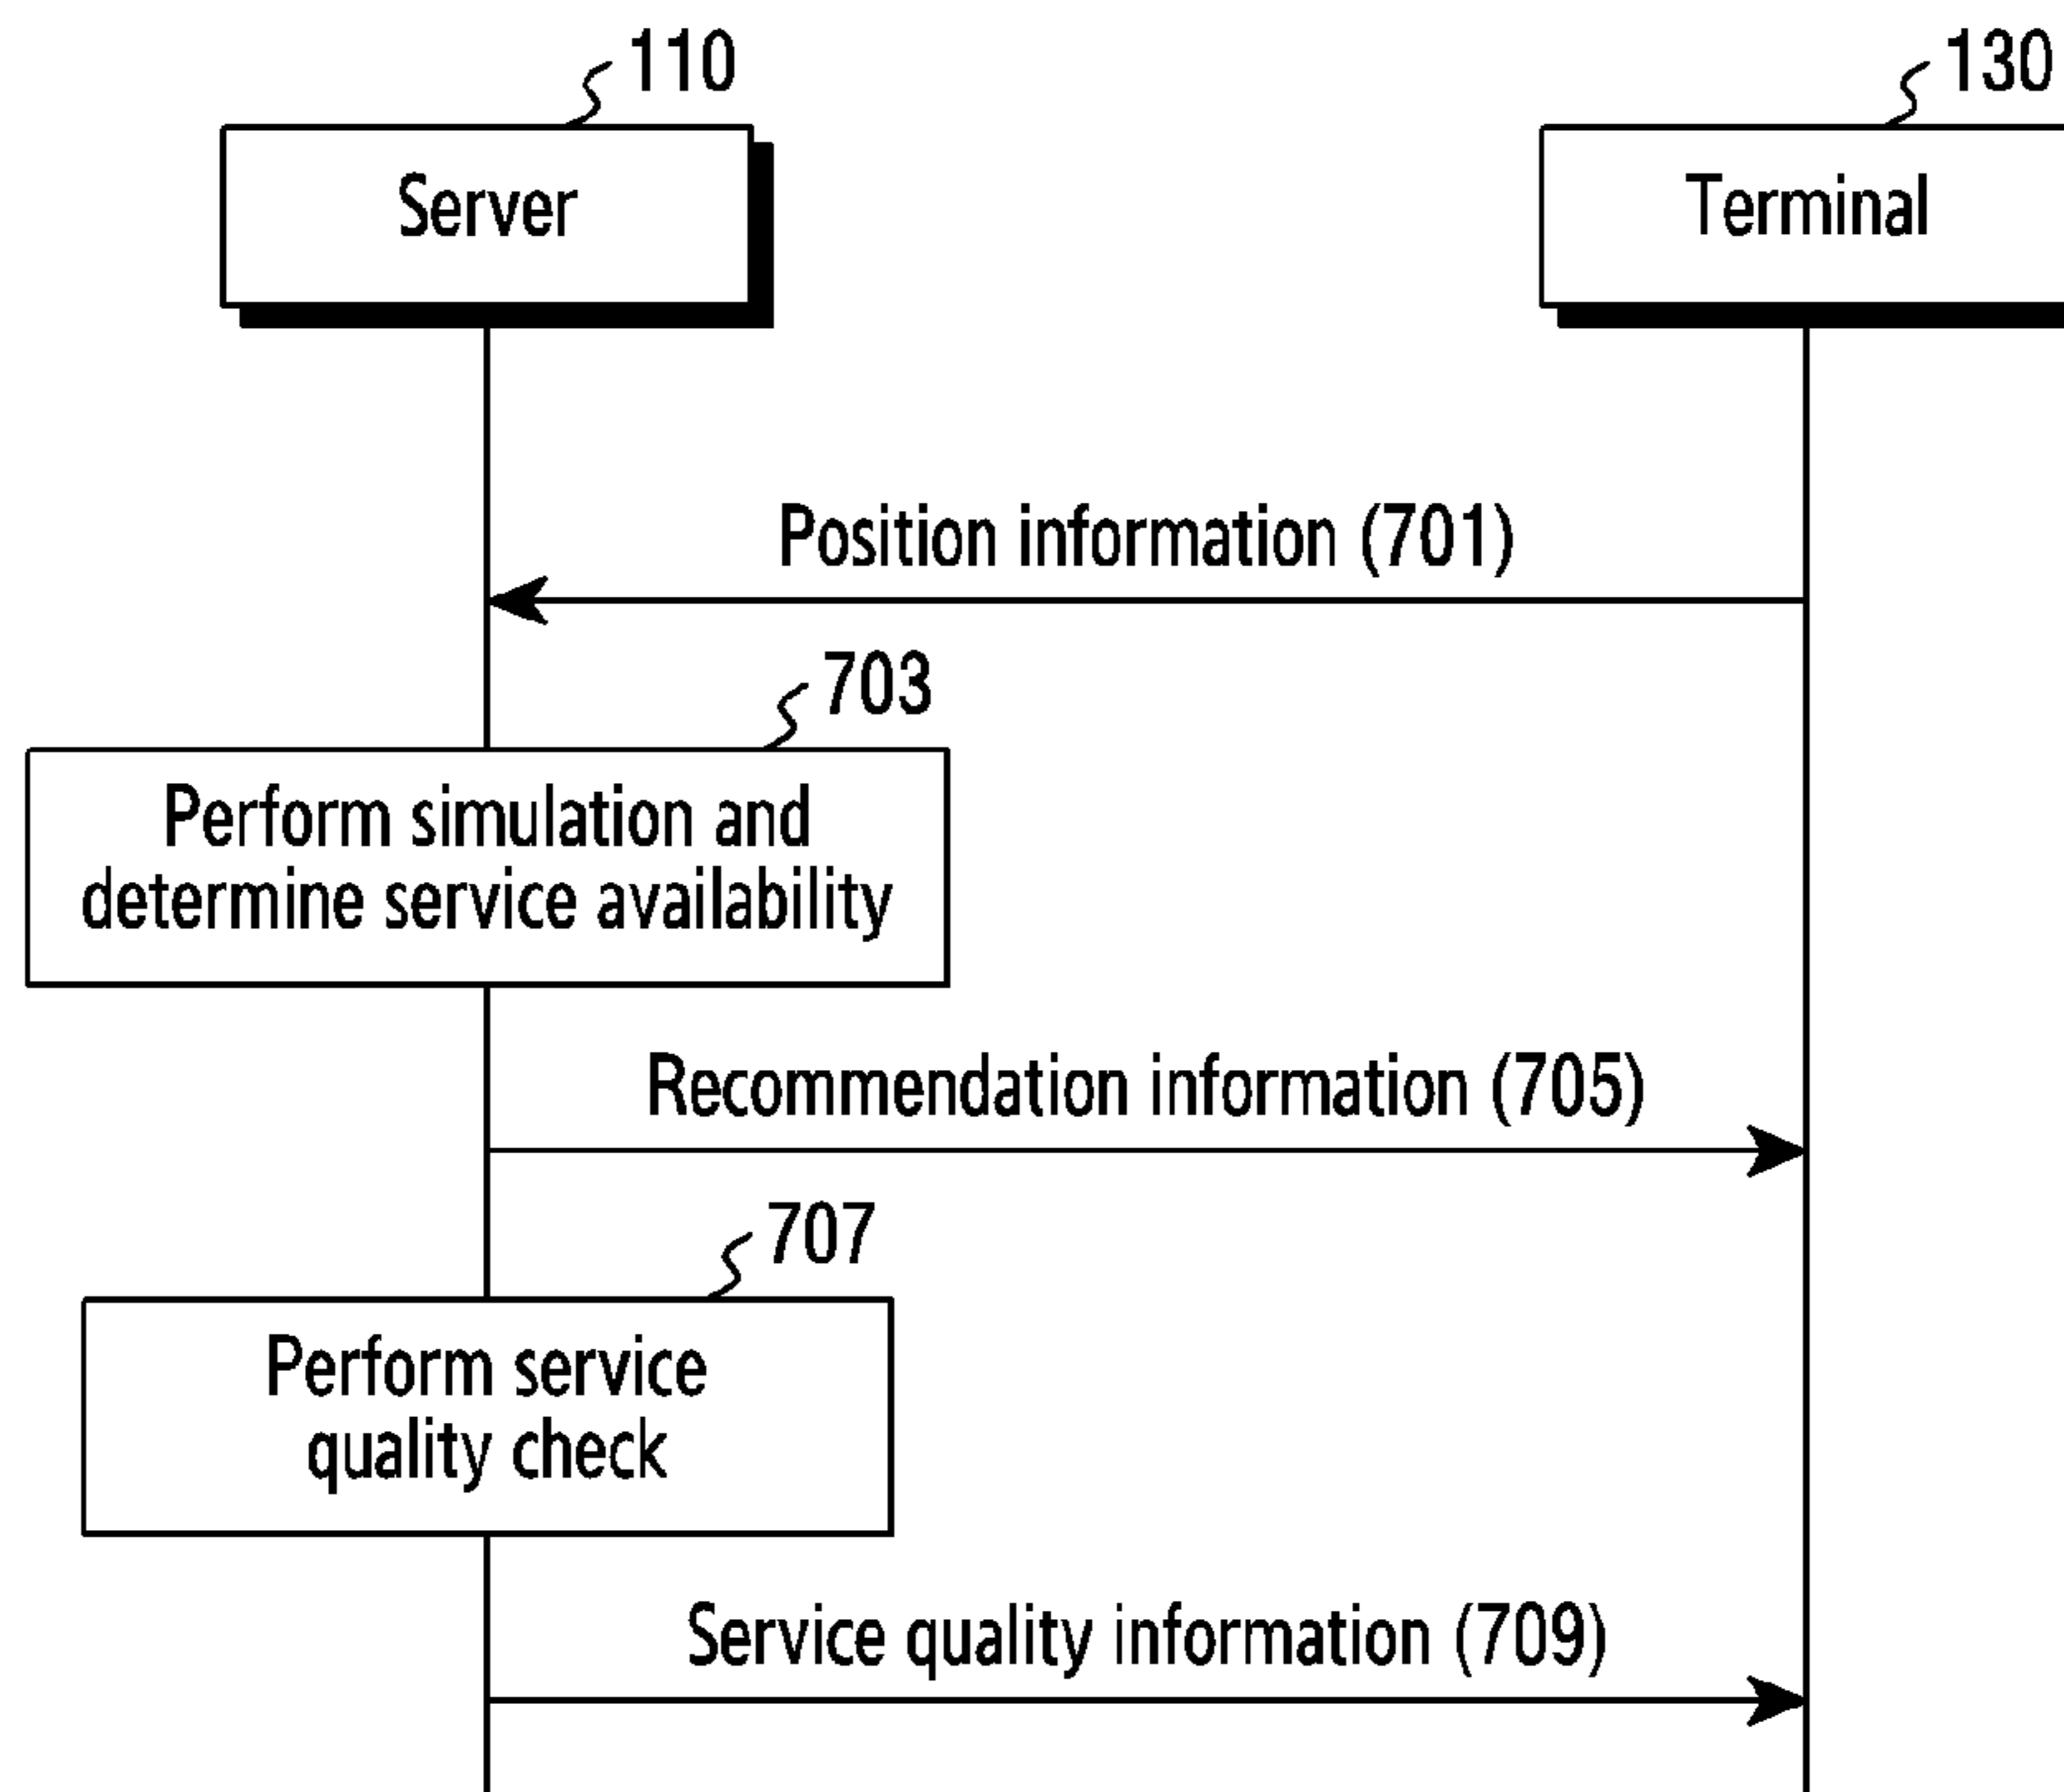 110
130
Server
Terminal
Position information (701)
703
Perform simulation and
determine service availability
Recommendation information (705)
707
Perform service
quality check
Service quality information (709)